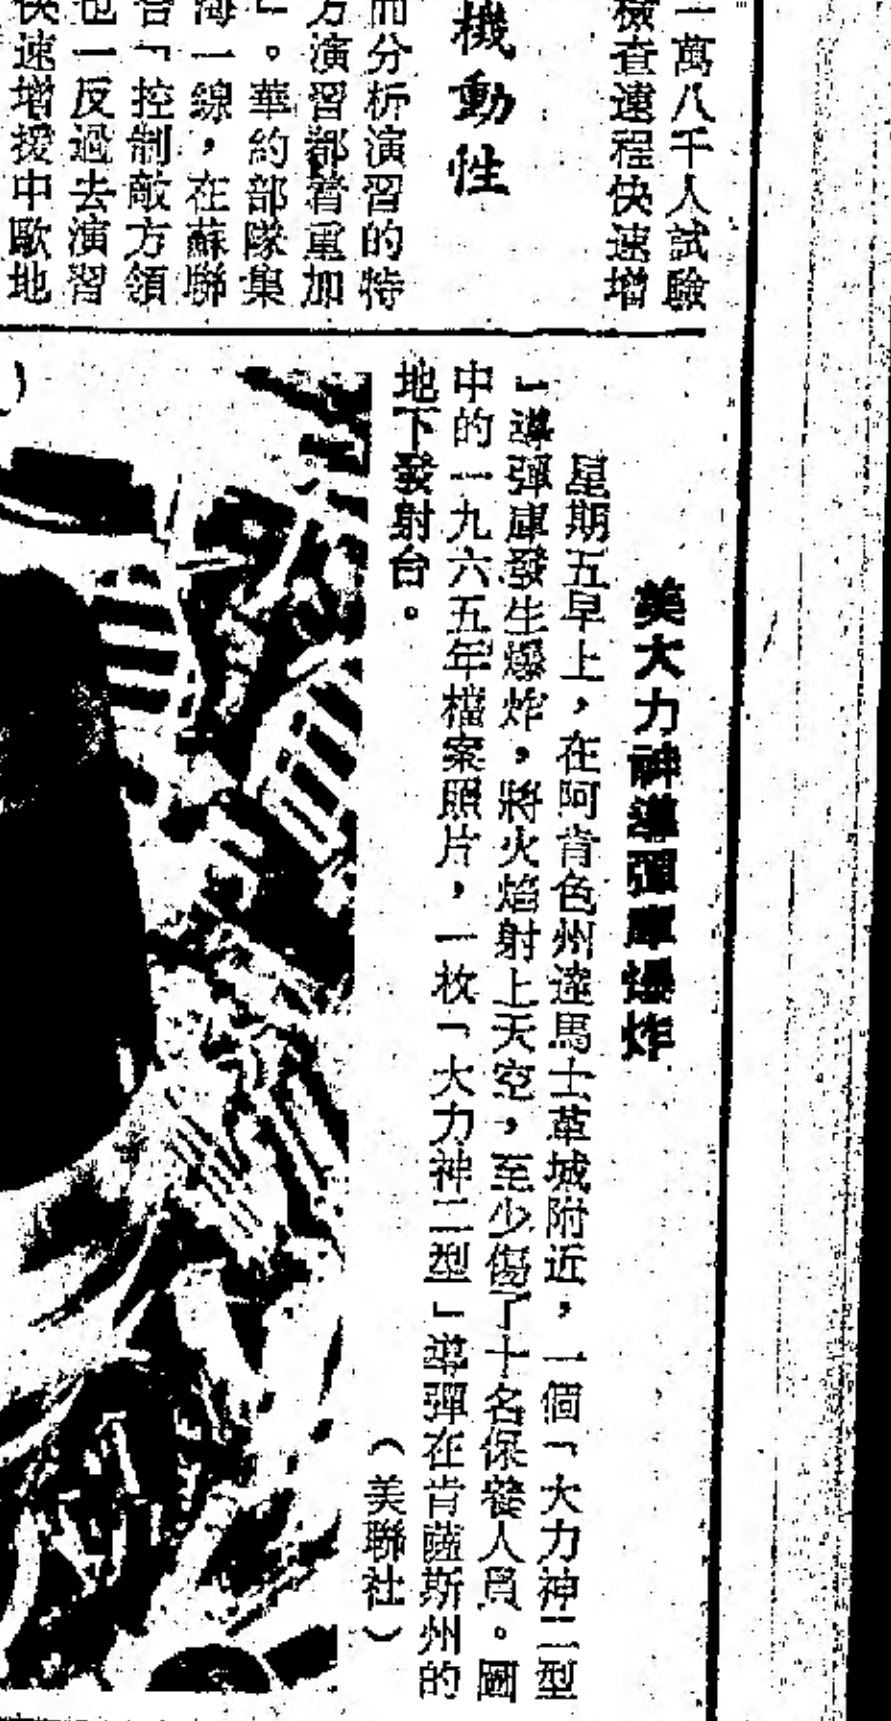 一萬八千人試驗
檢查遠程快速增
機動性
而分析演習的特
方演習都着重加
」。華約部隊集
海一線，在蘇聯
「控制敵方領
也一反過去演習
快速增援中歐地
美大力神導彈庫爆炸
星期五早上，在阿肯色州達馬士革城附近，一個「大力神二型
」導彈庫發生爆炸，將火焰射上天空，至少傷了十名保養人員。圖
中的一九六五年檔案照片，一枚「大力神二型」導彈在肯薩斯州的
地下發射台。
（美聯社）